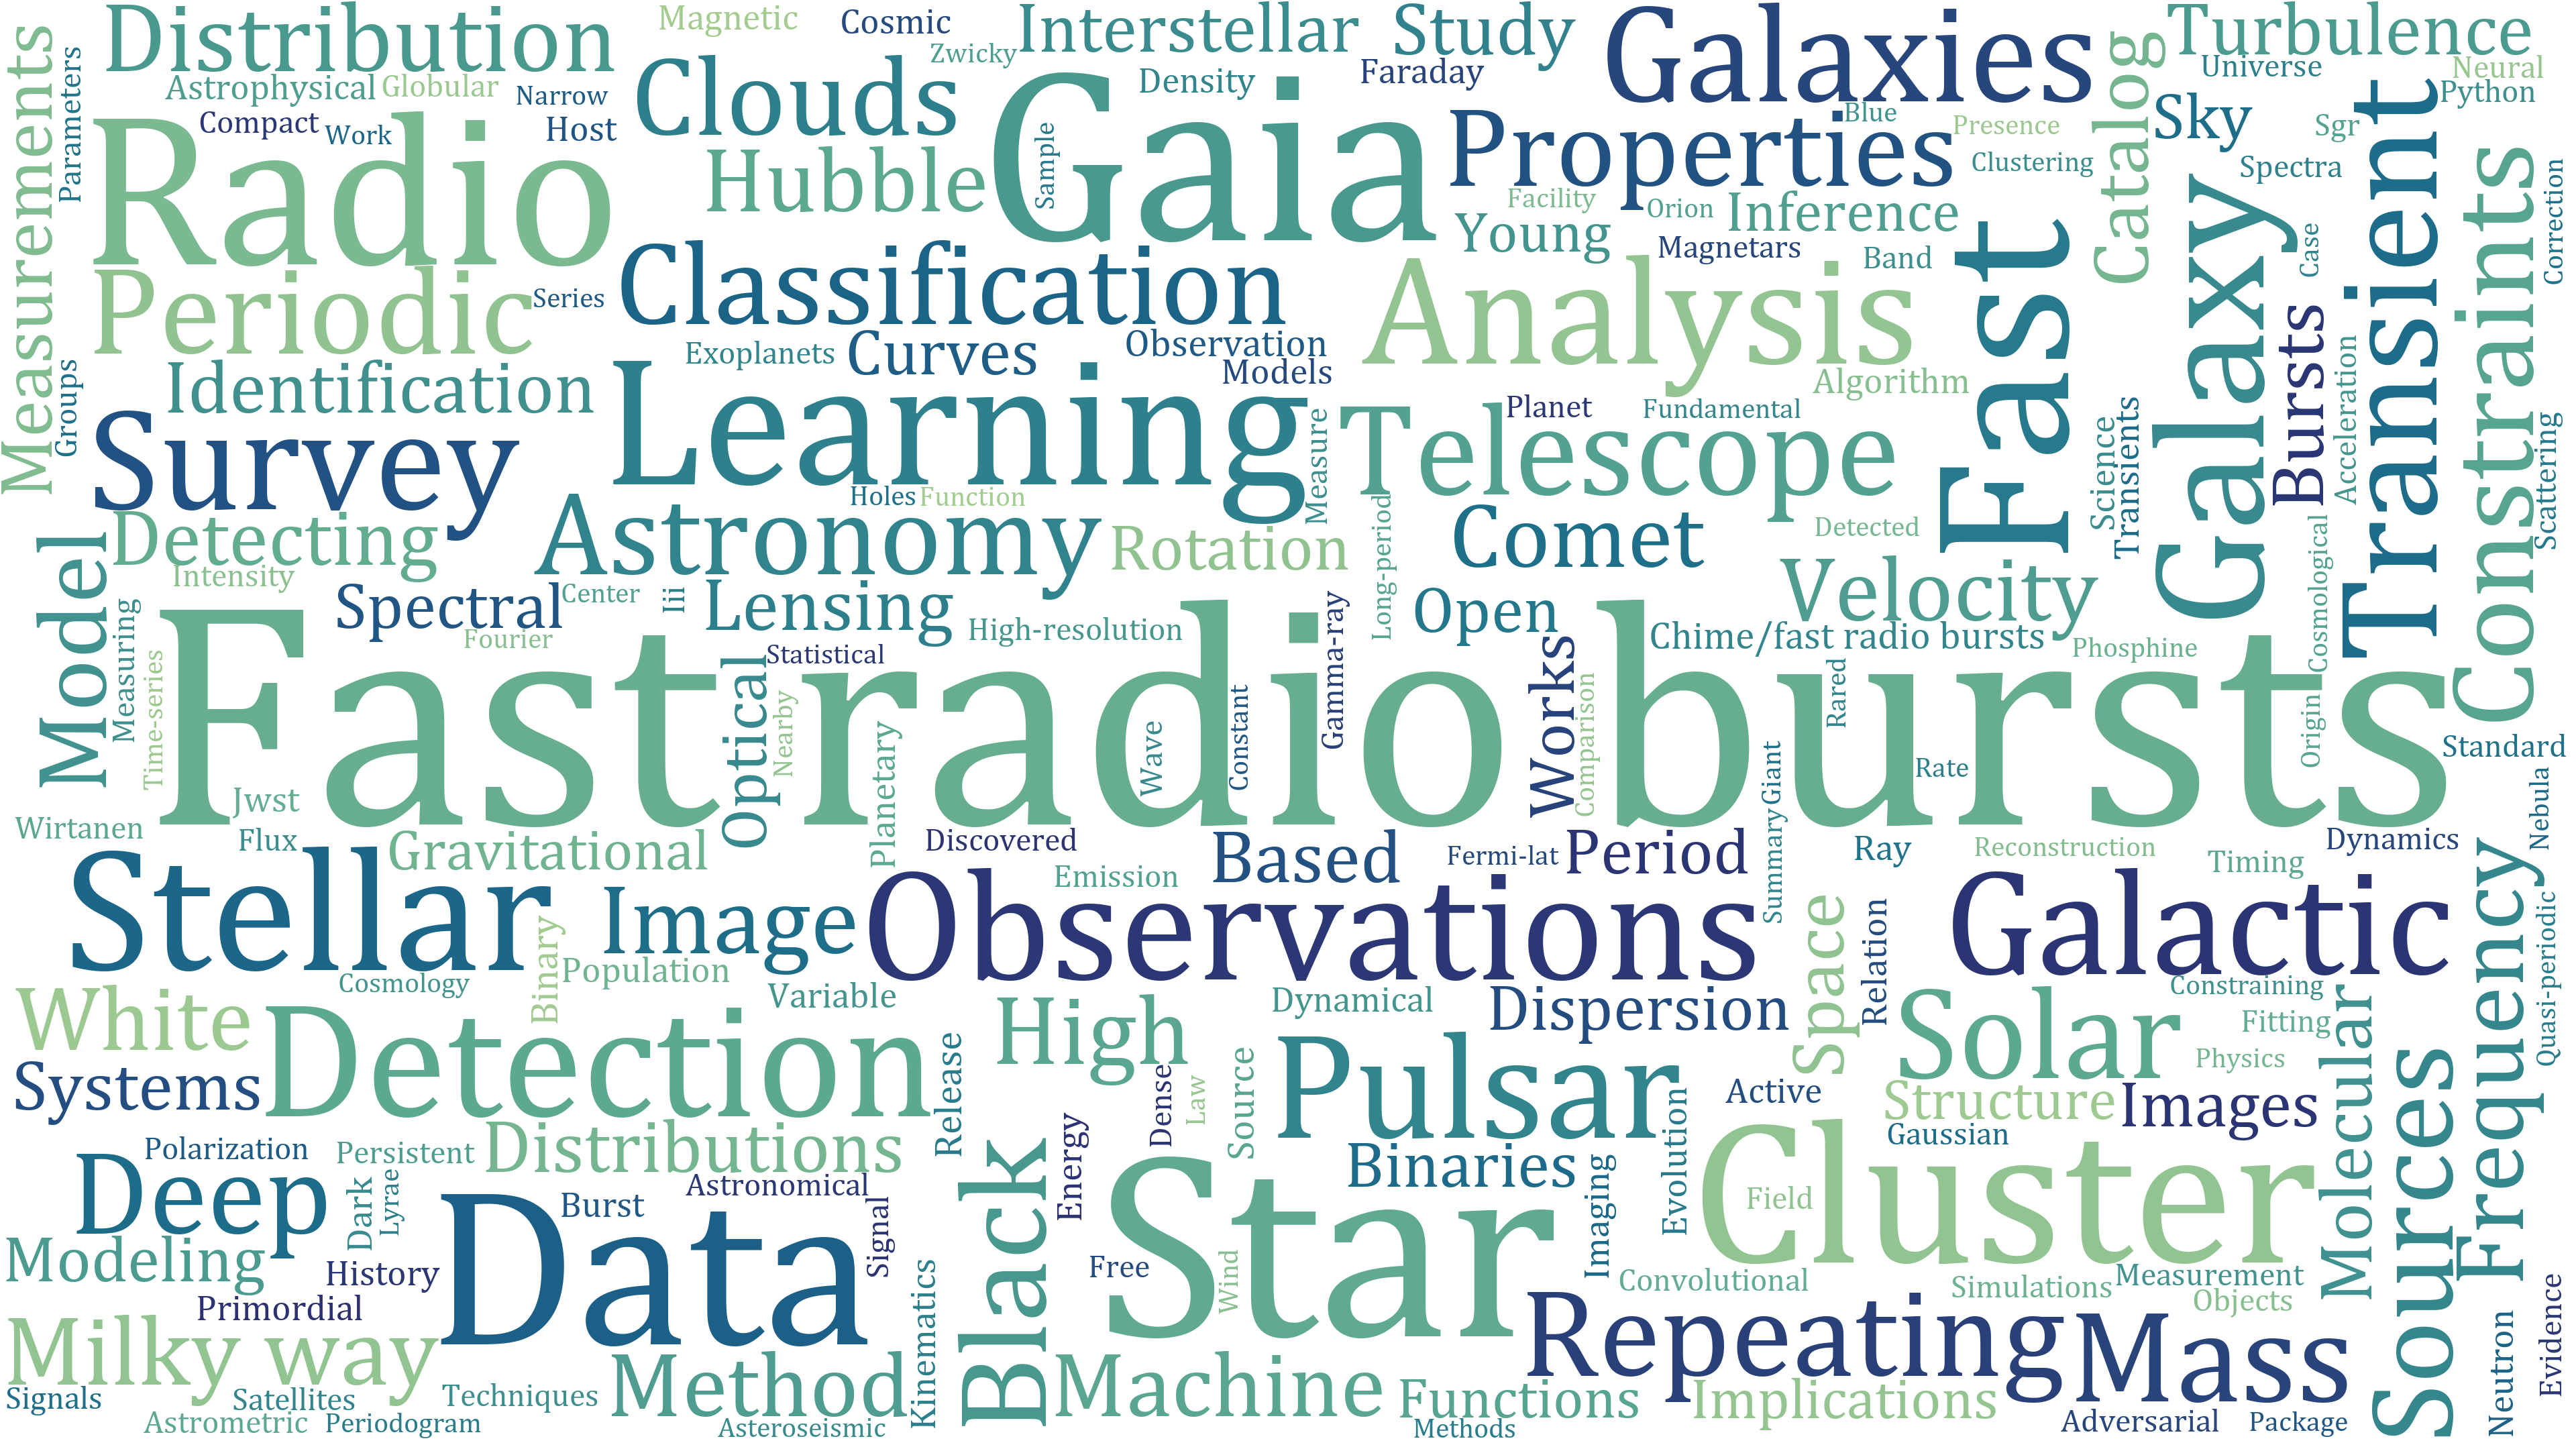 Distribution
Magnetic
Cosmic
Interstellar
Study
Galaxies
Turbulence
Zwicky
Measurements
Parameters
Astrophysical
Globular
Narrow
Clouds
Gaia
Density
Faraday
Universe
Neural
Python
Compact
Work
Host
Radio
Hubble
Sample
Properties
Blue
Presence
Catalog
Sky
Sgr
Transient
Clustering
Spectra
Facility
Orion
Inference
Young
Magnetars
Band
Fast
Galaxy
Case
Constraints
Correction
Periodic
Series
Classification
Analysis
Exoplanets
Curves
Observation
Models
Algorithm
Bursts
Acceleration
Groups
Identification
Learning
Planet
Fundamental
Telescope
Science
Transients
Scattering
Survey
Measure
Holes
Function
Detecting
Astronomy
Rotation
Long-period
Comet
Detected
Cosmological
Model
Intensity
Spectral
Center
Iii
Lensing
High-resolution
Gamma-ray
Open
Velocity
Measuring
Time-series
Fourier
Statistical
Chime/fast radio bursts
Phosphine
Fast radio bursts
Optical
Nearby
Planetary
Wave
Constant
Works
Comparison
Rared
Origin
Rate
Giant
Standard
Jwst
Wirtanen
Flux
Gravitational
Discovered
Based
Fermi-lat
Period
Summary
Ray
Reconstruction
Timing
Dynamics
Nebula
Stellar
Image
Emission
Observations
Space
Relation
Galactic
Frequency
Quasi-periodic
Cosmology
Binary
Population
Variable
Dynamical
Dispersion
Constraining
White
Detection
High
Solar
Fitting
Molecular
Physics
Systems
Release
Source
Pulsar
Active
Structure
Images
Dense
Law
Energy
Evolution
Gaussian
Sources
Polarization
Persistent
Distributions
Black
Binaries
Imaging
Cluster
Deep
Dark
Lyrae
Astronomical
Burst
Signal
Star
Field
Modeling
History
Data
Free
Wind
Convolutional
Simulations
Measurement
Objects
Primordial
Kinematics
Repeating
Mass
Neutron
Evidence
Milky way
Method
Machine
Functions
Implications
Signals
Satellites
Techniques
Astrometric
Periodogram
Asteroseismic
Methods
Adversarial
Package